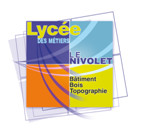 Lycée
DES MÉTIERS
LE
NIVOLET
Bâtiment
Bois
Topographie